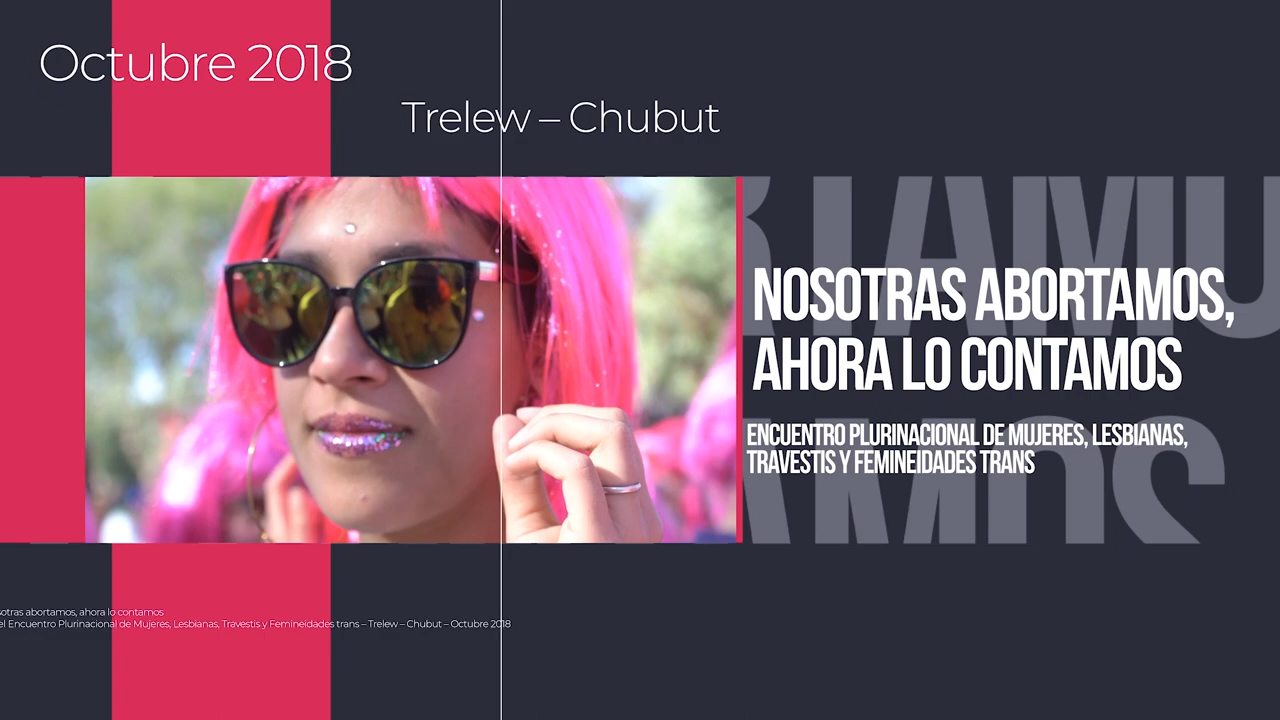 Octubre 2018
Trelew – Chubut
NOSOTRAS ABORTAMOS,
AHORA LO CONTAMOS
ENCUENTRO PLURINACIONAL DE MUJERES, LESBIANAS,
TRAVESTIS Y FEMINEIDADES TRANS
sotras abortamos, ahora lo contamos
el Encuentro Plurinacional de Mujeres, Lesbianas, Travestis y Femineidades trans – Trelew – Chubut – Octubre 2018